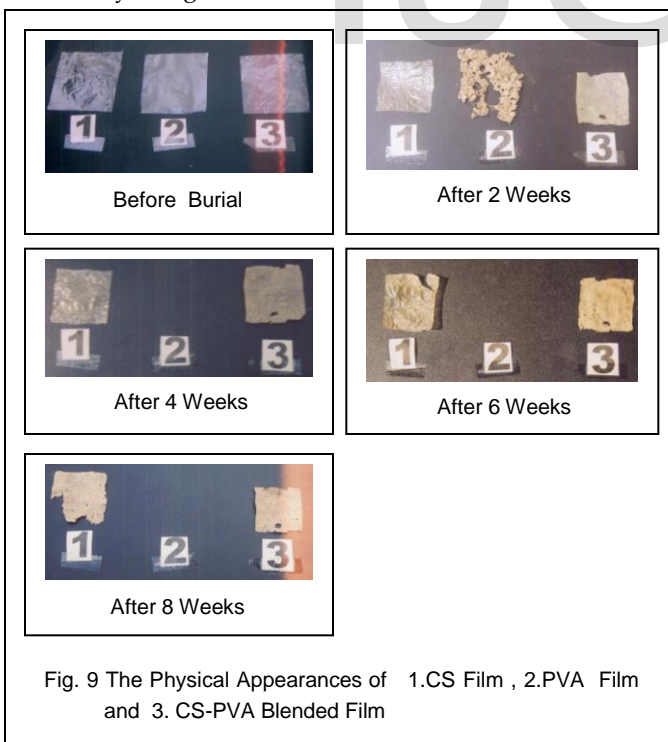 1
2
3
Before Burial
1
2
3
After 2 Weeks
1
2
3
After 4 Weeks
1
2
3
After 6 Weeks
1
2
3
After 8 Weeks
Fig. 9 The Physical Appearances of 1.CS Film , 2.PVA Film
and 3. CS-PVA Blended Film